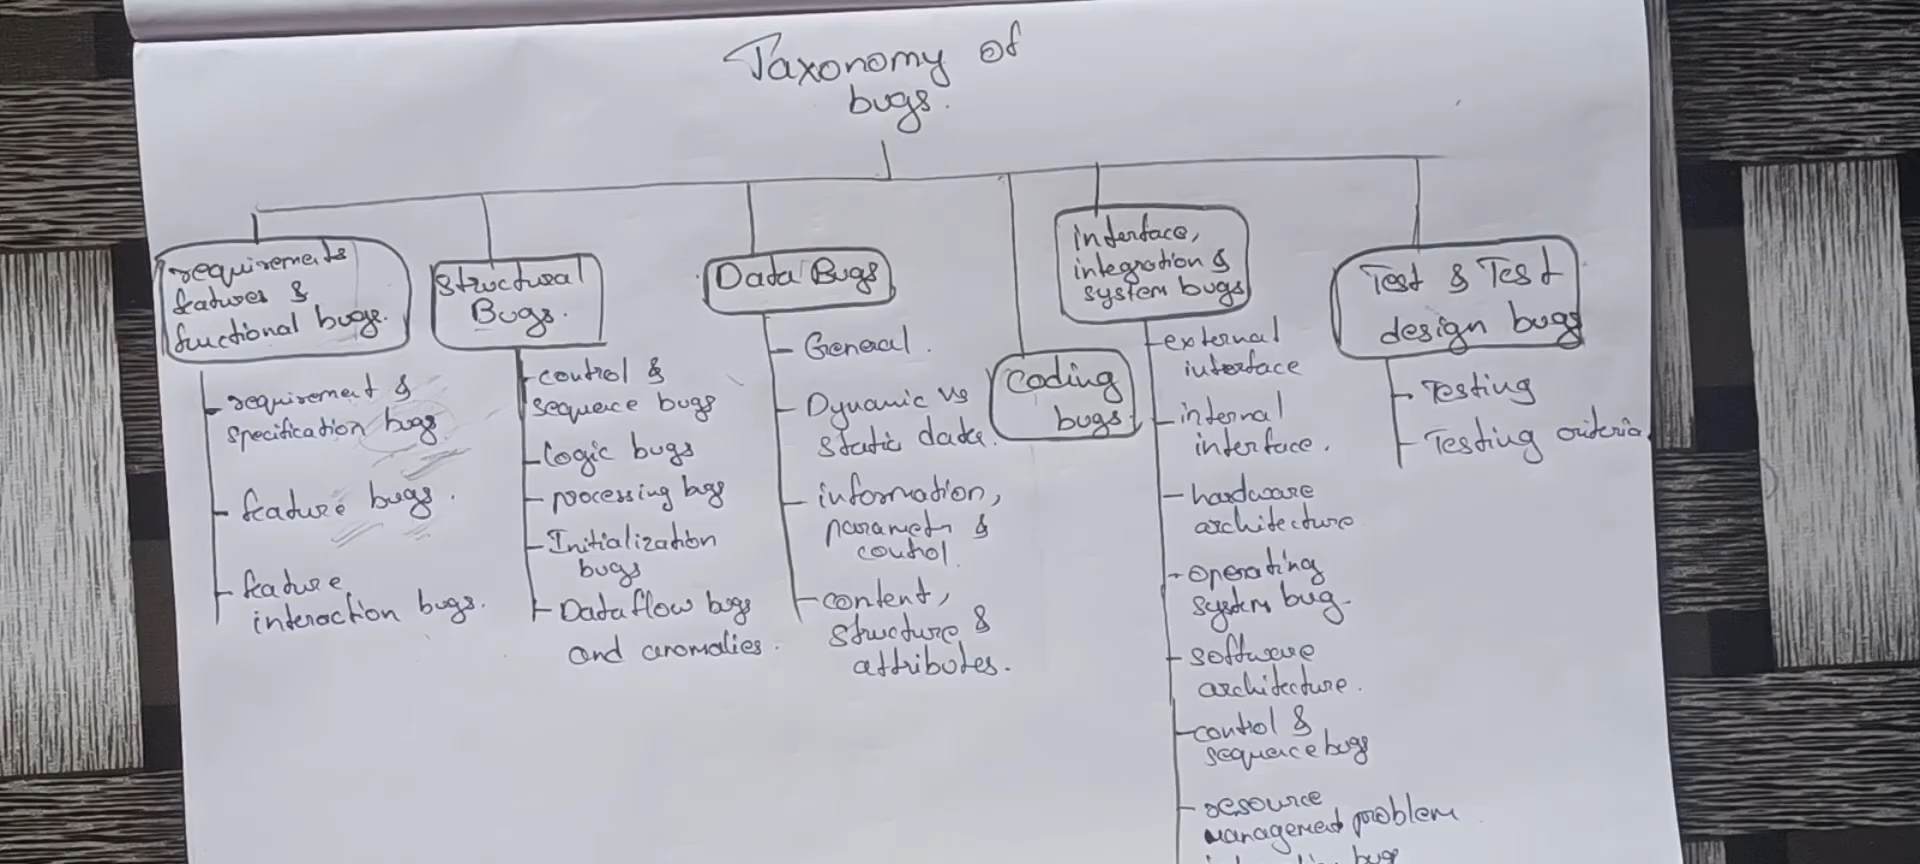 Taxonomy of
bugs.
requirements
features &
functional bugs.
requirement &
specification bugs
feature bugs.
feature
interaction bugs.
Structural
Bugs.
control &
sequence bugs
Logic bugs
processing bugs
Initialization
bugs
Dataflow bugs
and anomalies.
Data Bugs
General.
Dynamic vs
static data.
information,
parametr &
control.
content,
structure &
attributes.
Coding
bugs.
interface,
integration &
system bugs
external
interface
internal
interface.
hardware
architecture
operating
system bug.
software
architecture.
control &
sequence bugs
resource
management problem
bugs
Test & Test
design bugs
Testing
Testing criteria